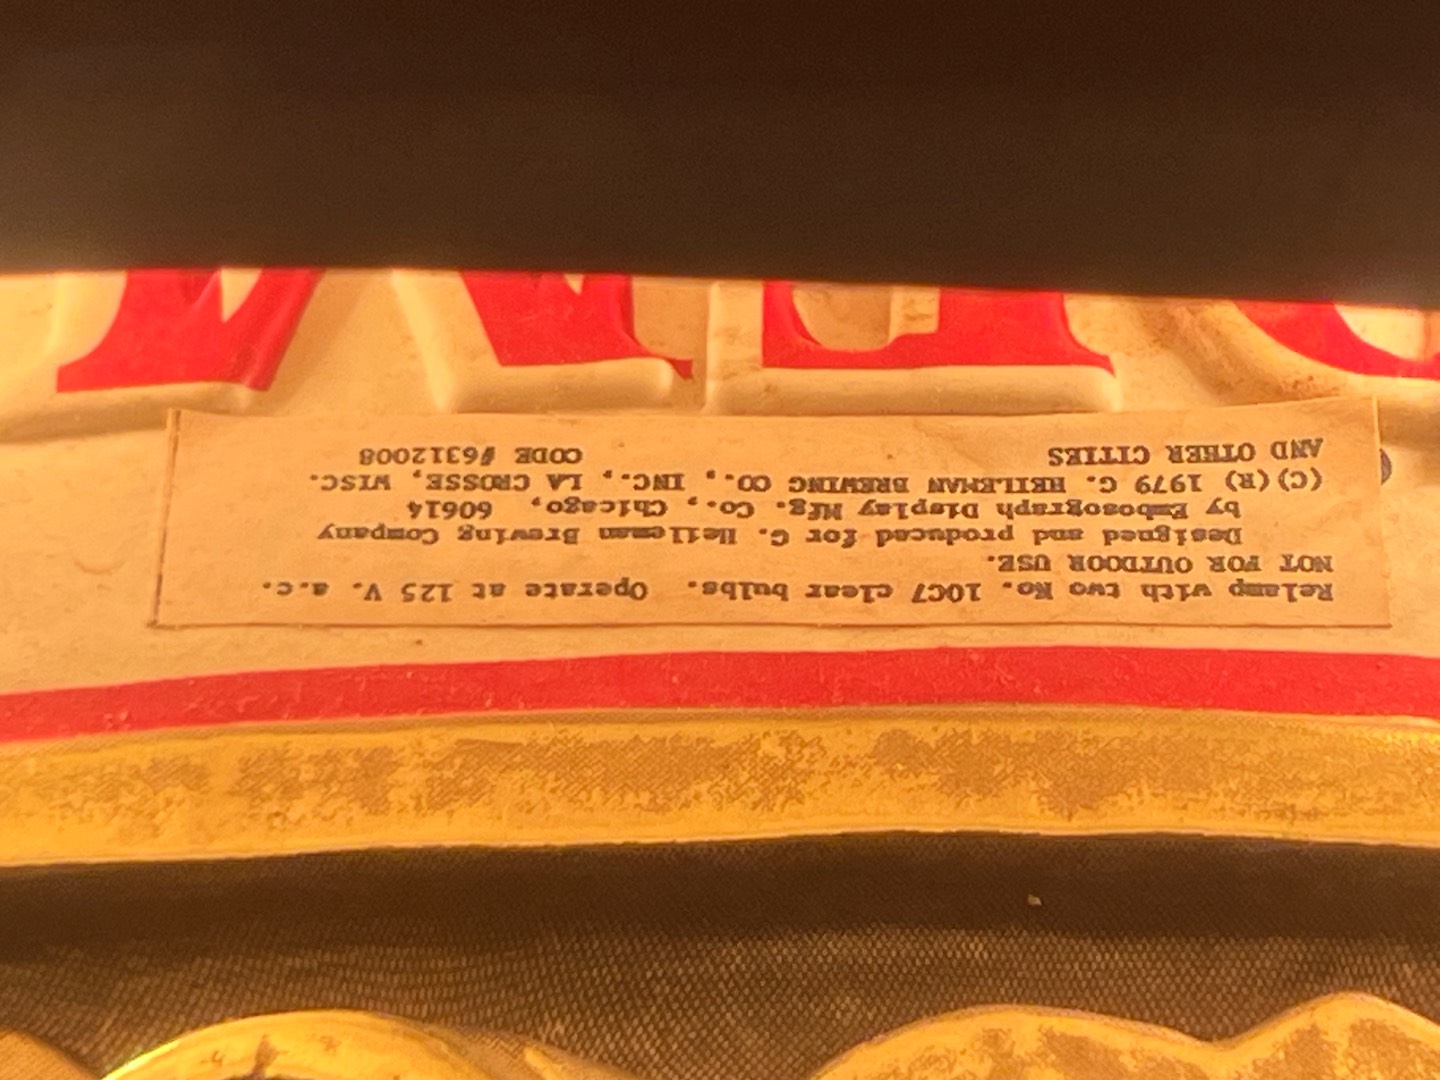 Relamp with two No. 10C7 clear bulbs.  Operate at 125 V. a.c.
NOT FOR OUTDOOR USE.
Designed and produced for G. Heileman Brewing Company
by Embosograph Display Mfg. Co., Chicago, 60614
(C)(R) 1979 G. HEILEMAN BREWING CO., INC., LA CROSSE, WISC.
AND OTHER CITIES CODE #6312008